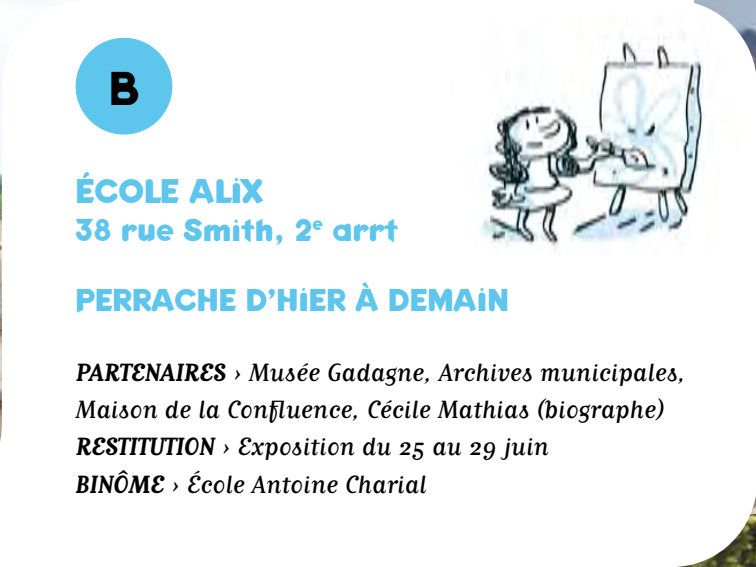 B
ÉCOLE ALiX
38 rue Smith, 2e arrt
PERRACHE D'HiER À DEMAiN
PARTENAIRES › Musée Gadagne, Archives municipales,
Maison de la Confluence, Cécile Mathias (biographe)
RESTITUTION › Exposition du 25 au 29 juin
BINÔME › École Antoine Charial